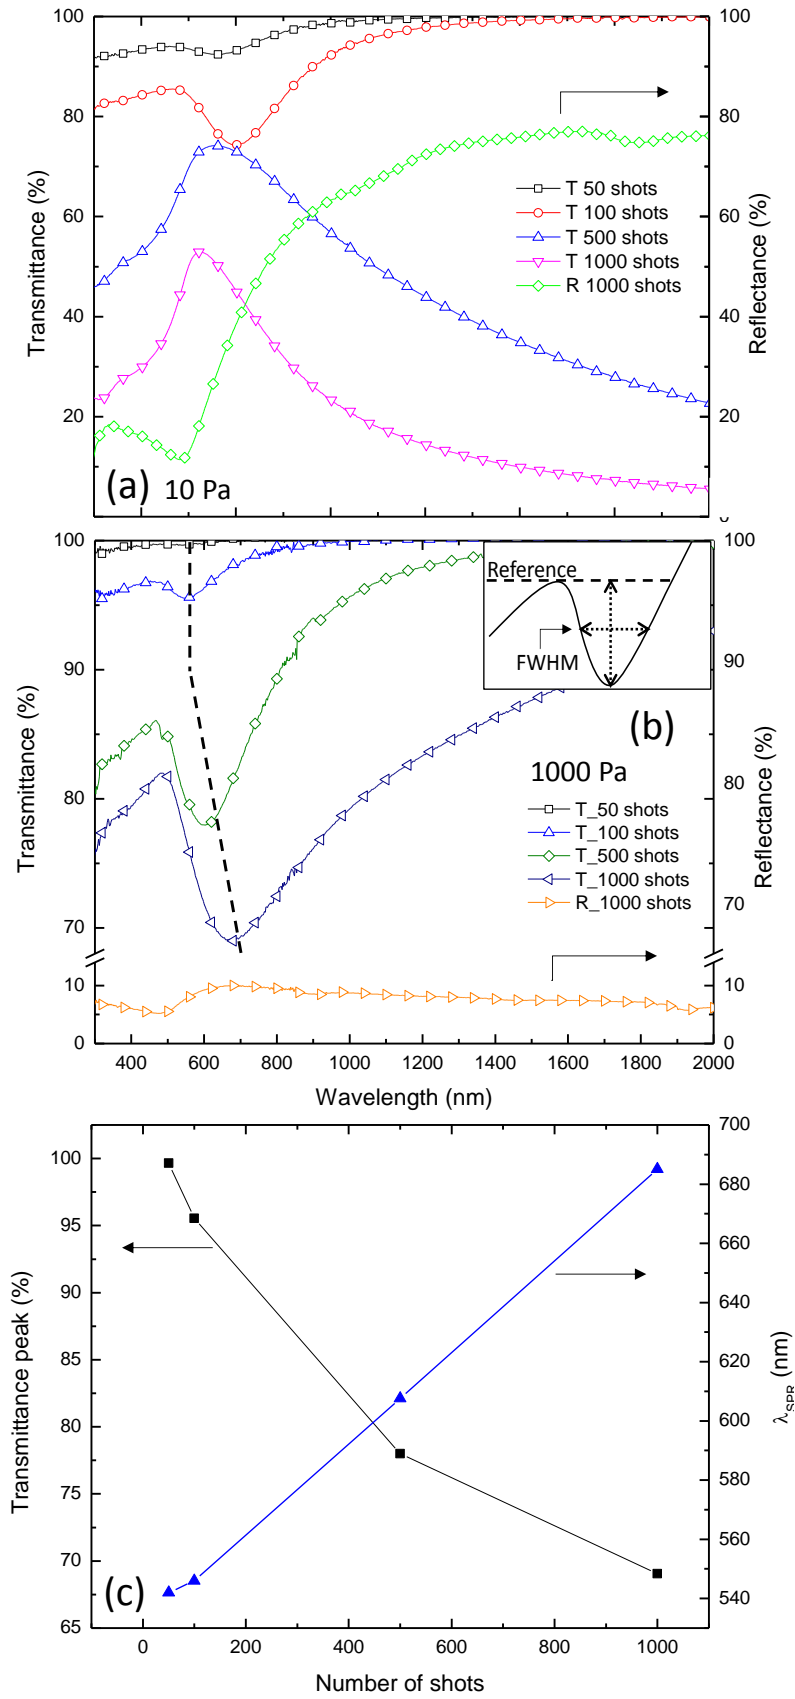 100
80
60
40
20
Transmittance (%)
100
80
60
40
20
0
Reflectance (%)
T 50 shots
T 100 shots
T 500 shots
T 1000 shots
R 1000 shots
(a) 10 Pa
100
90
80
70
10
0
Transmittance (%)
100
90
80
70
10
0
Reflectance (%)
Reference
FWHM
(b)
1000 Pa
T_50 shots
T_100 shots
T_500 shots
T_1000 shots
R_1000 shots
400 600 800 1000 1200 1400 1600 1800 2000
Wavelength (nm)
100
95
90
85
80
75
70
65
Transmittance peak (%)
700
680
660
640
620
600
580
560
540
λSPR (nm)
(c)
0 200 400 600 800 1000
Number of shots